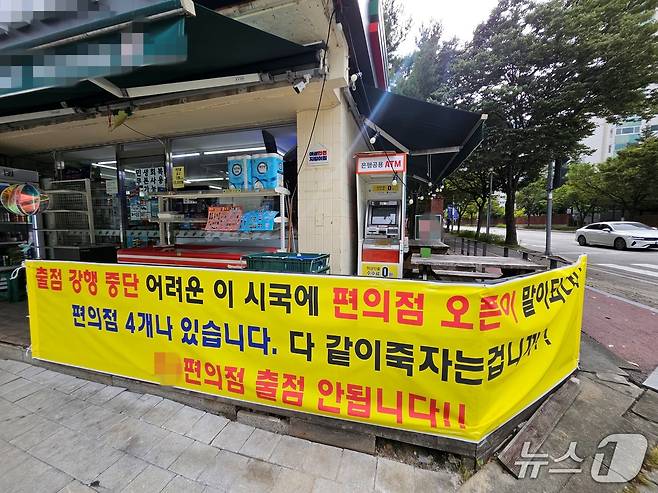 은행공용 ATM
출점 강행 중단 어려운 이 시국에 편의점 오픈이 말이되나
편의점 4개나 있습니다. 다 같이죽자는겁니까!
편의점 출점 안됩니다!!
뉴스1